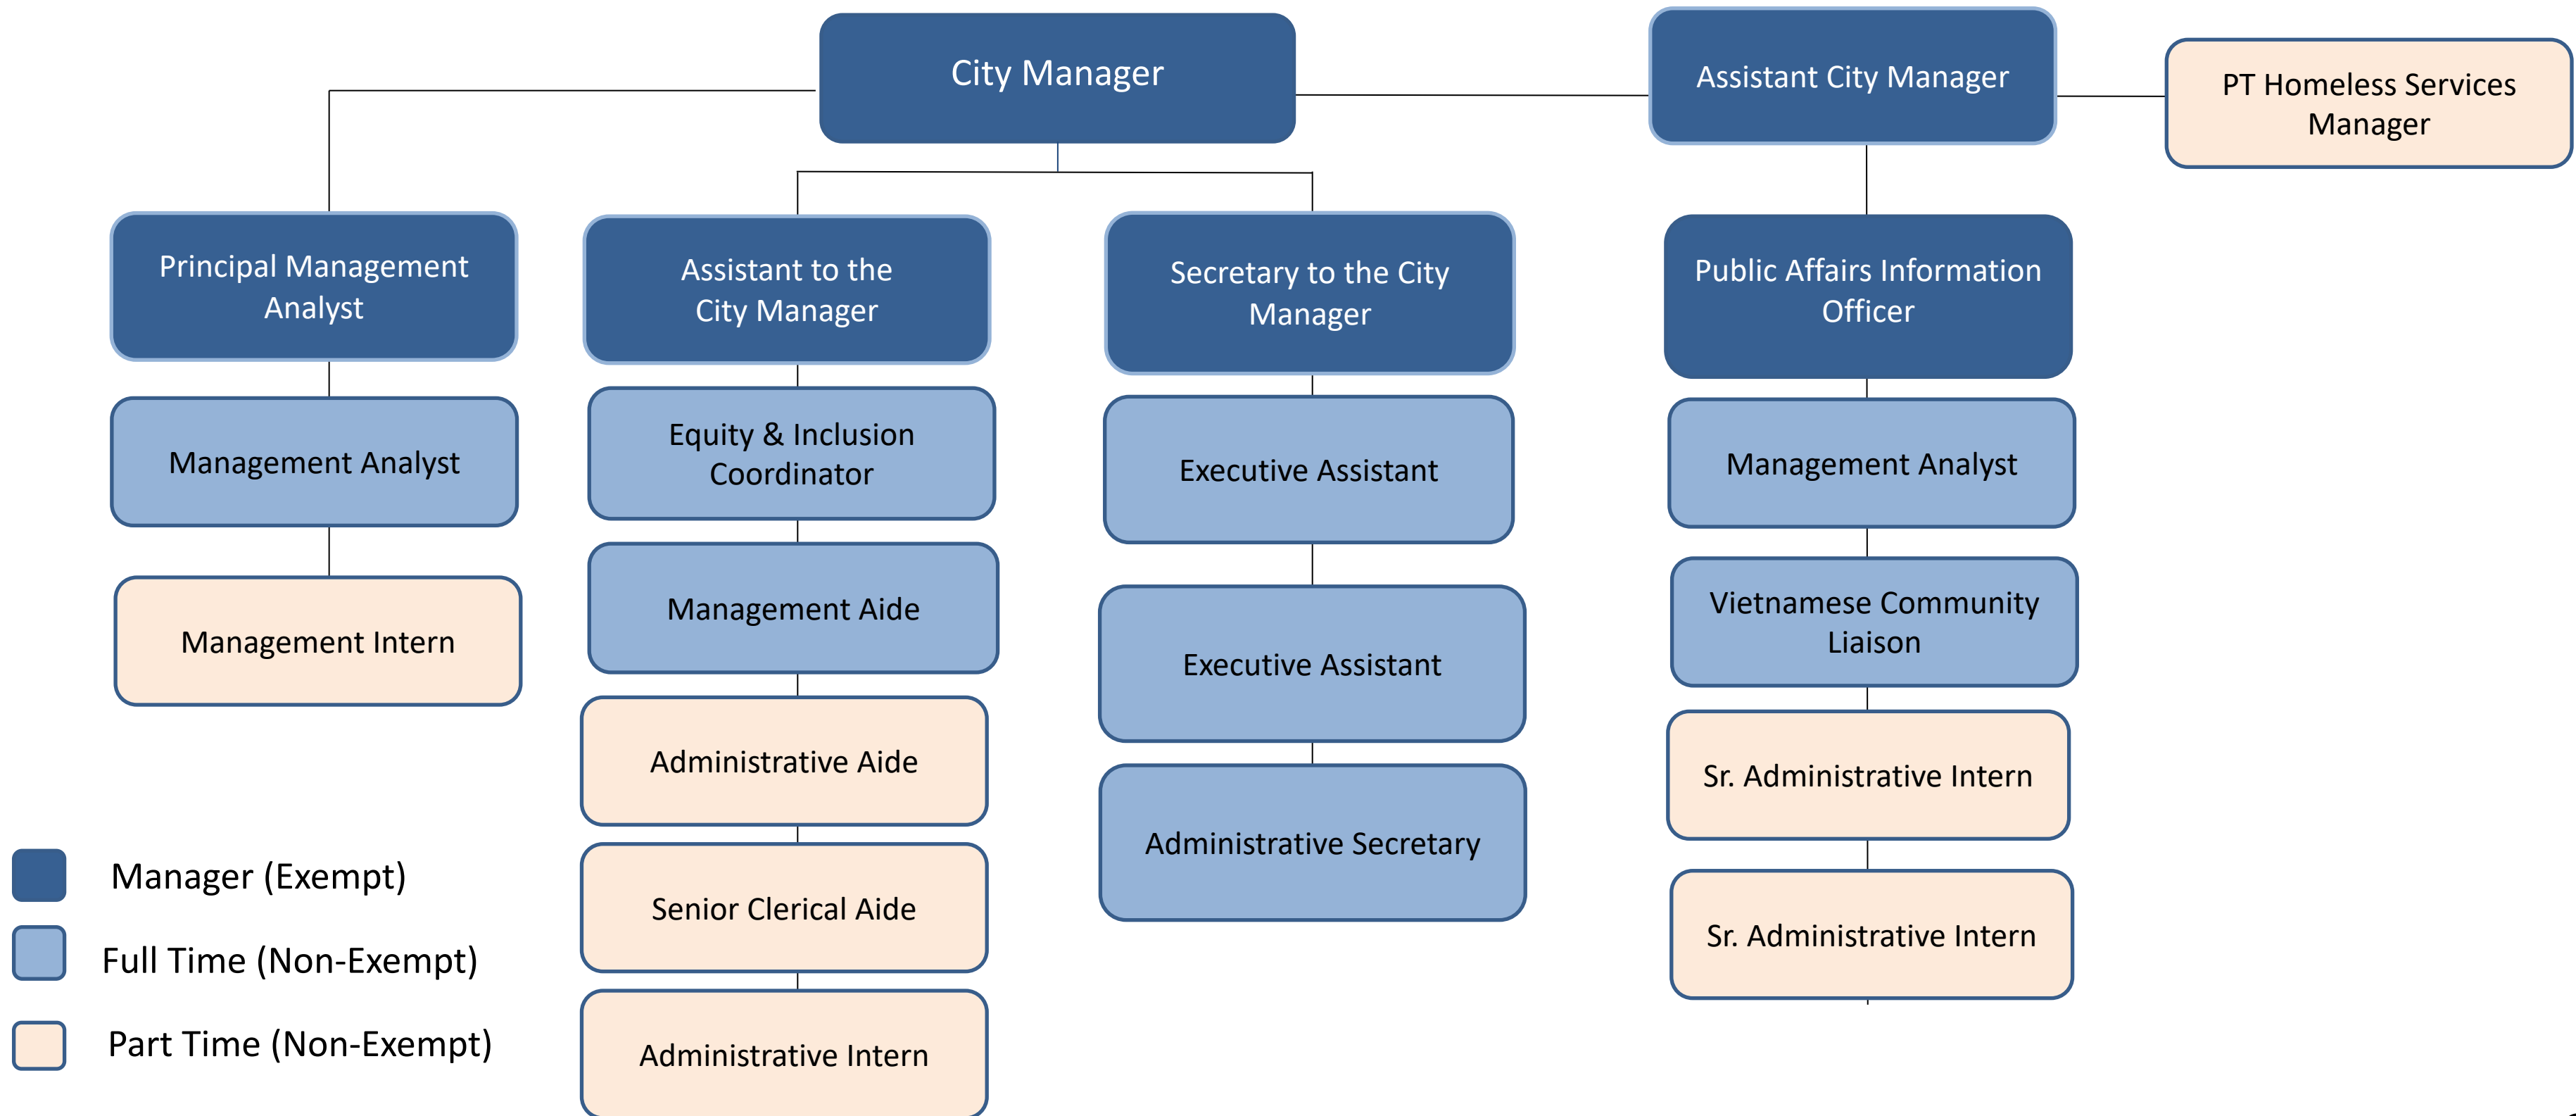 City Manager
Assistant City Manager
PT Homeless Services
Manager
Principal Management
Analyst
Assistant to the
City Manager
Secretary to the City
Manager
Public Affairs Information
Officer
Management Analyst
Equity & Inclusion
Coordinator
Executive Assistant
Management Analyst
Management Intern
Management Aide
Executive Assistant
Vietnamese Community
Liaison
Administrative Aide
Administrative Secretary
Sr. Administrative Intern
Senior Clerical Aide
Sr. Administrative Intern
Administrative Intern
Manager (Exempt)
Full Time (Non-Exempt)
Part Time (Non-Exempt)